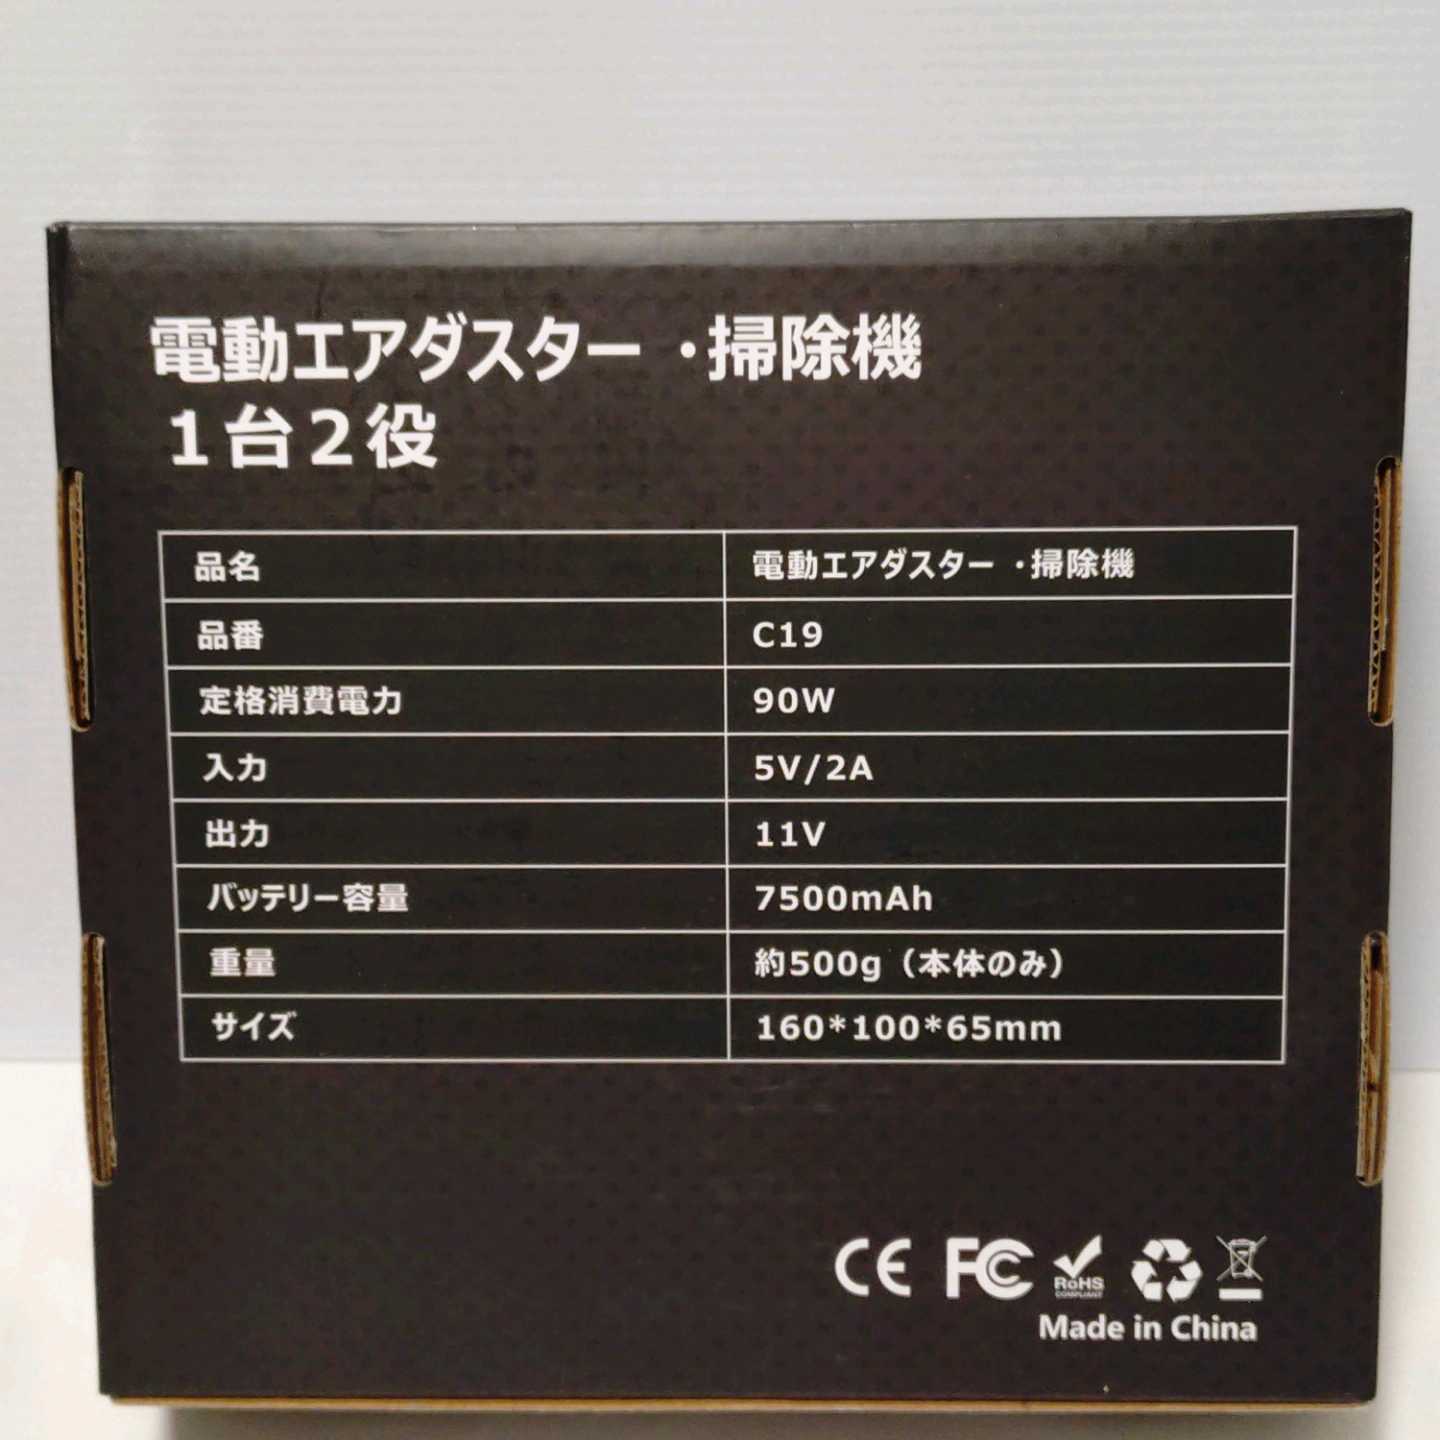 電動エアダスター・掃除機
１台２役
品名 電動エアダスター・掃除機
品番 C19
定格消費電力 90W
入力 5V/2A
出力 11V
バッテリー容量 7500mAh
重量 約500g（本体のみ）
サイズ 160*100*65mm
CE FC RoHS
COMPLIANT
Made in China